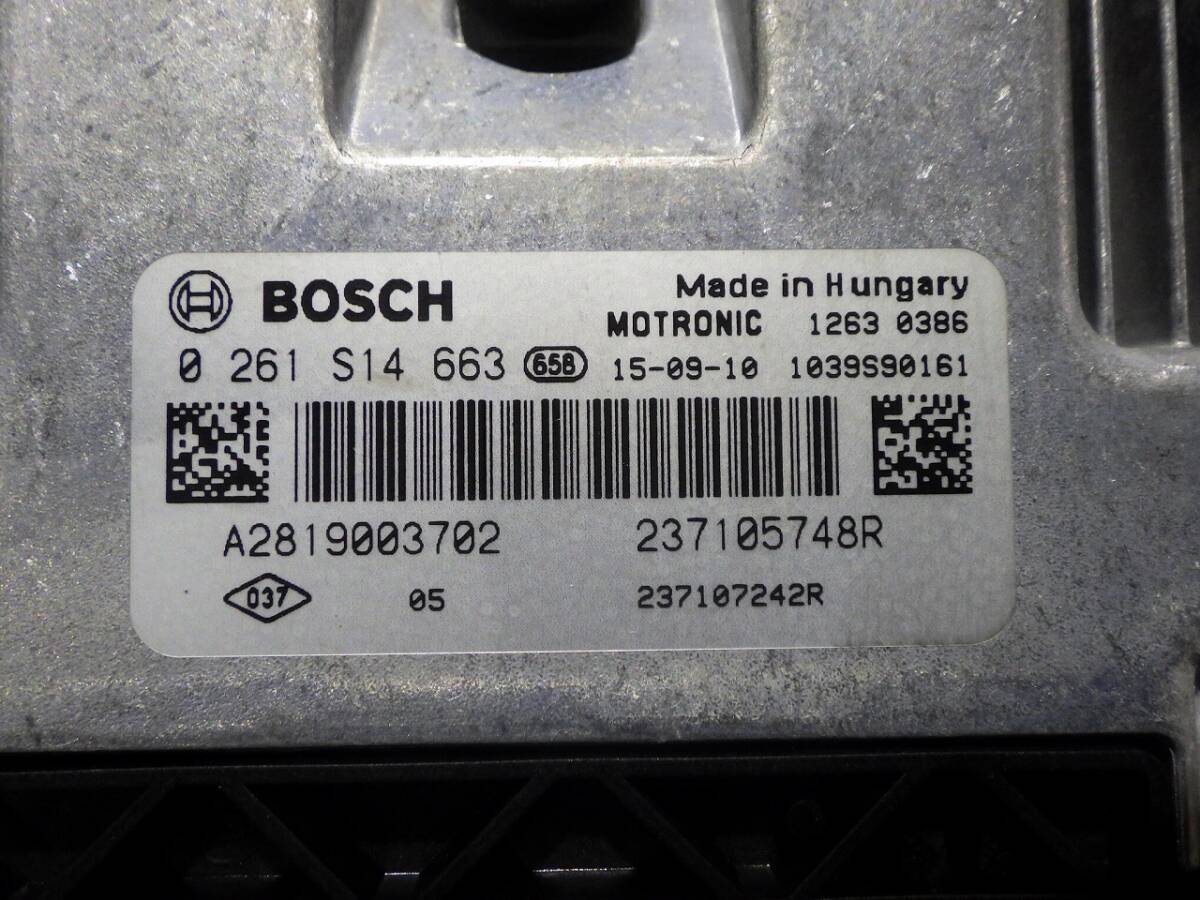 BOSCH Made in Hungary
MOTRONIC 1263 0386
0 261 S14 663 658 15-09-10 1039S90161
A2819003702 237105748R
037 05 237107242R